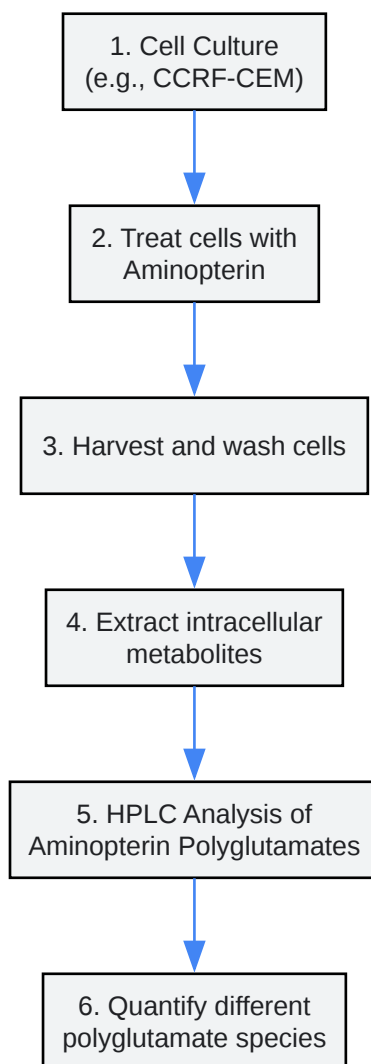 1. Cell Culture
(e.g., CCRF-CEM)
2. Treat cells with
Aminopterin
3. Harvest and wash cells
4. Extract intracellular
metabolites
5. HPLC Analysis of
Aminopterin Polyglutamates
6. Quantify different
polyglutamate species